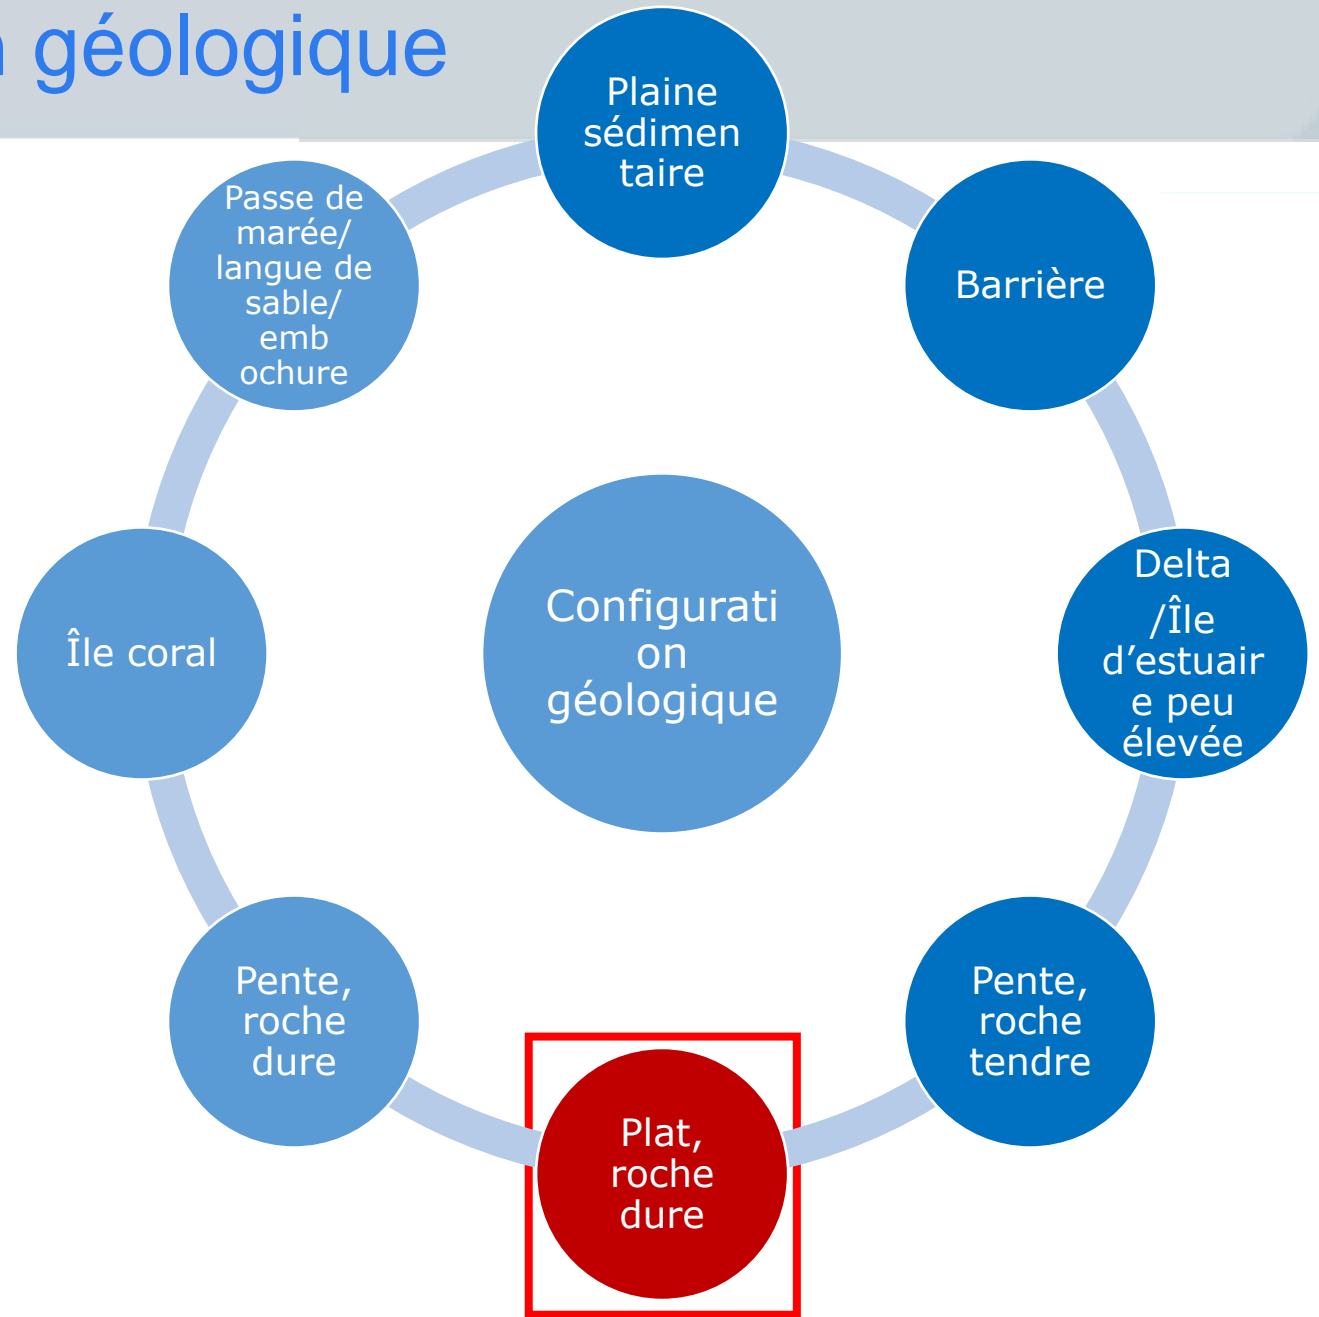 n géologique
Plaine
sédimen
taire
Barrière
Delta
/Île
d’estuair
e peu
élevée
Pente,
roche
tendre
Plat,
roche
dure
Pente,
roche
dure
Île coral
Passe de
marée/
langue de
sable/
emb
ochure
Configurati
on
géologique